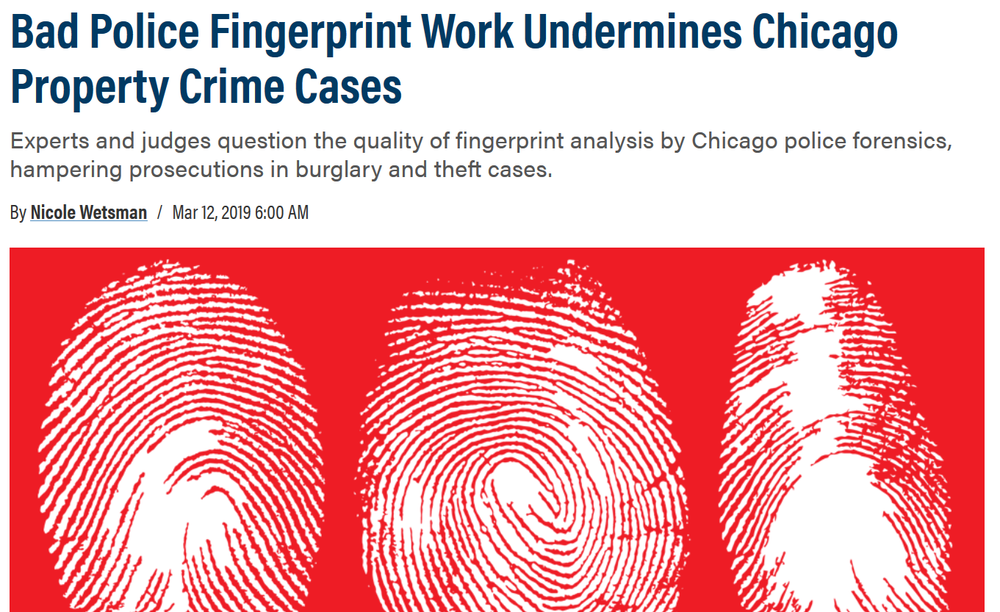 Bad Police Fingerprint Work Undermines Chicago
Property Crime Cases
Experts and judges question the quality of fingerprint analysis by Chicago police forensics,
hampering prosecutions in burglary and theft cases.
By Nicole Wetsman / Mar 12, 2019 6:00 AM